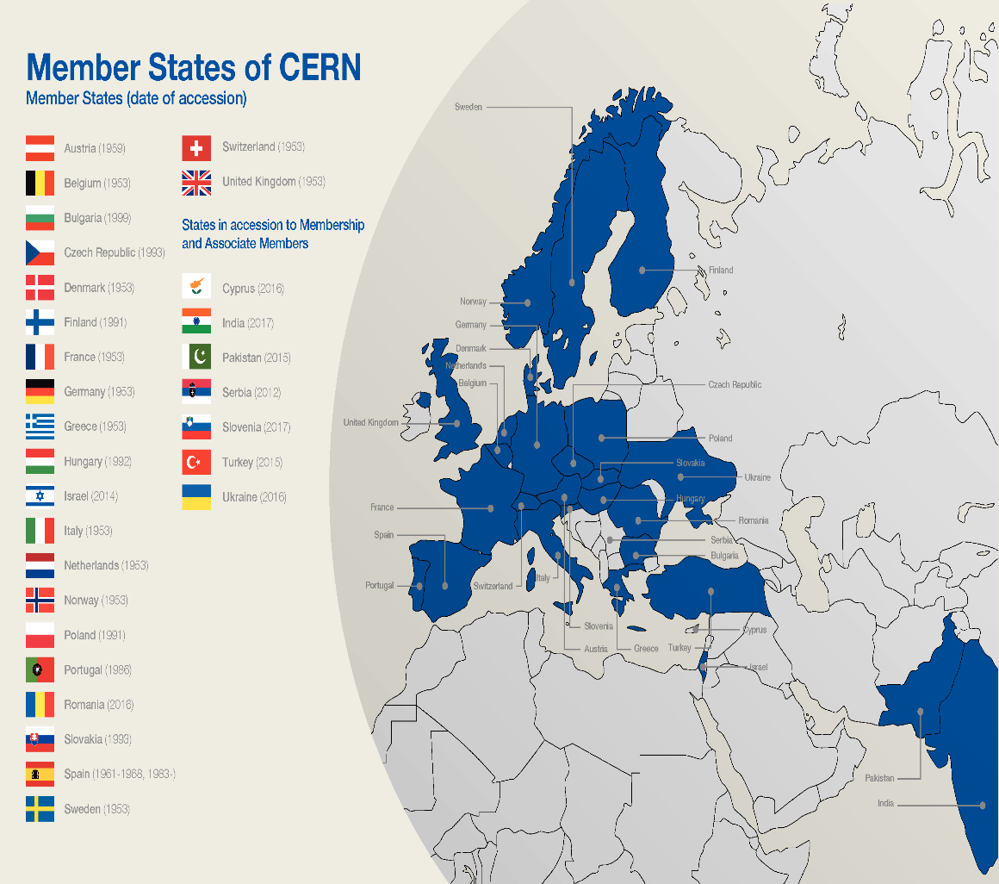 Member States of CERN
Member States (date of accession)
Austria (1959)
Belgium (1953)
Bulgaria (1999)
Czech Republic (1993)
Denmark (1953)
Finland (1991)
France (1953)
Germany (1953)
Greece (1953)
Hungary (1992)
Israel (2014)
Italy (1953)
Netherlands (1953)
Norway (1953)
Poland (1991)
Portugal (1986)
Romania (2016)
Slovakia (1993)
Spain (1961-1968, 1983-)
Sweden (1953)
Switzerland (1953)
United Kingdom (1953)
States in accession to Membership
and Associate Members
Cyprus (2016)
India (2017)
Pakistan (2015)
Serbia (2012)
Slovenia (2017)
Turkey (2015)
Ukraine (2016)
Sweden
Finland
Norway
Germany
Denmark
Netherlands
Belgium
Czech Republic
United Kingdom
Poland
Slovakia
Ukraine
Hungary
France
Romania
Spain
Serbia
Bulgaria
Italy
Portugal
Switzerland
Slovenia
Cyprus
Austria
Greece
Turkey
Israel
Pakistan
India